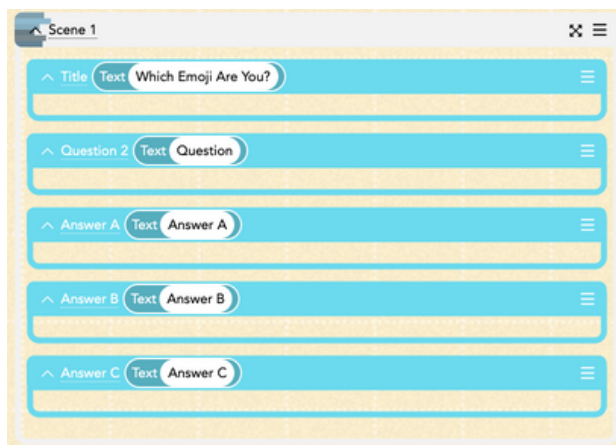 Scene 1
Title Text Which Emoji Are You?
Question 2 Text Question
Answer A Text Answer A
Answer B Text Answer B
Answer C Text Answer C